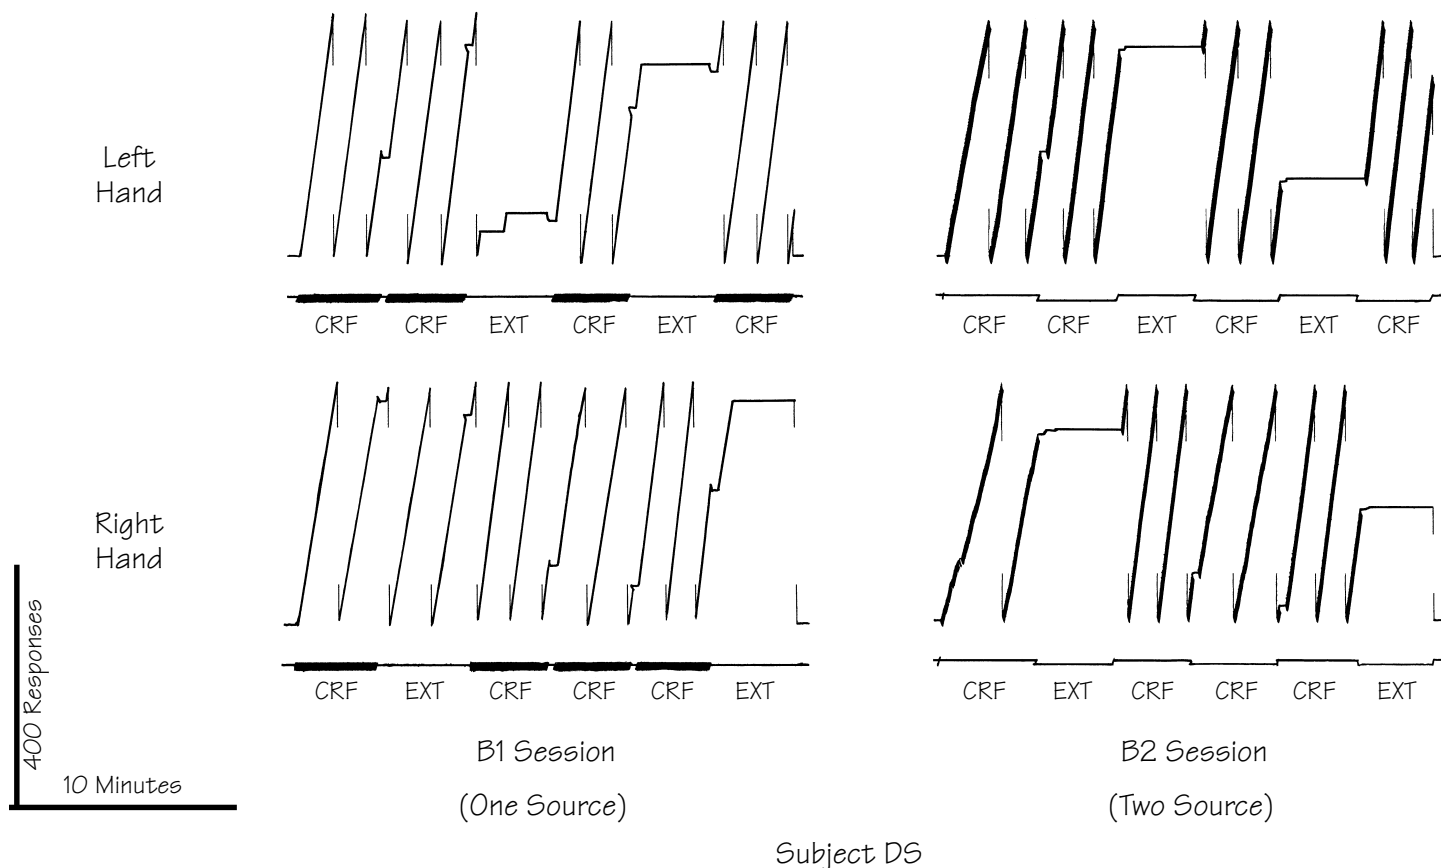 Left
Hand
CRF CRF EXT CRF EXT CRF
CRF CRF EXT CRF EXT CRF
Right
Hand
CRF EXT CRF CRF CRF EXT
CRF EXT CRF CRF CRF EXT
400 Responses
10 Minutes
B1 Session
(One Source)
B2 Session
(Two Source)
Subject DS